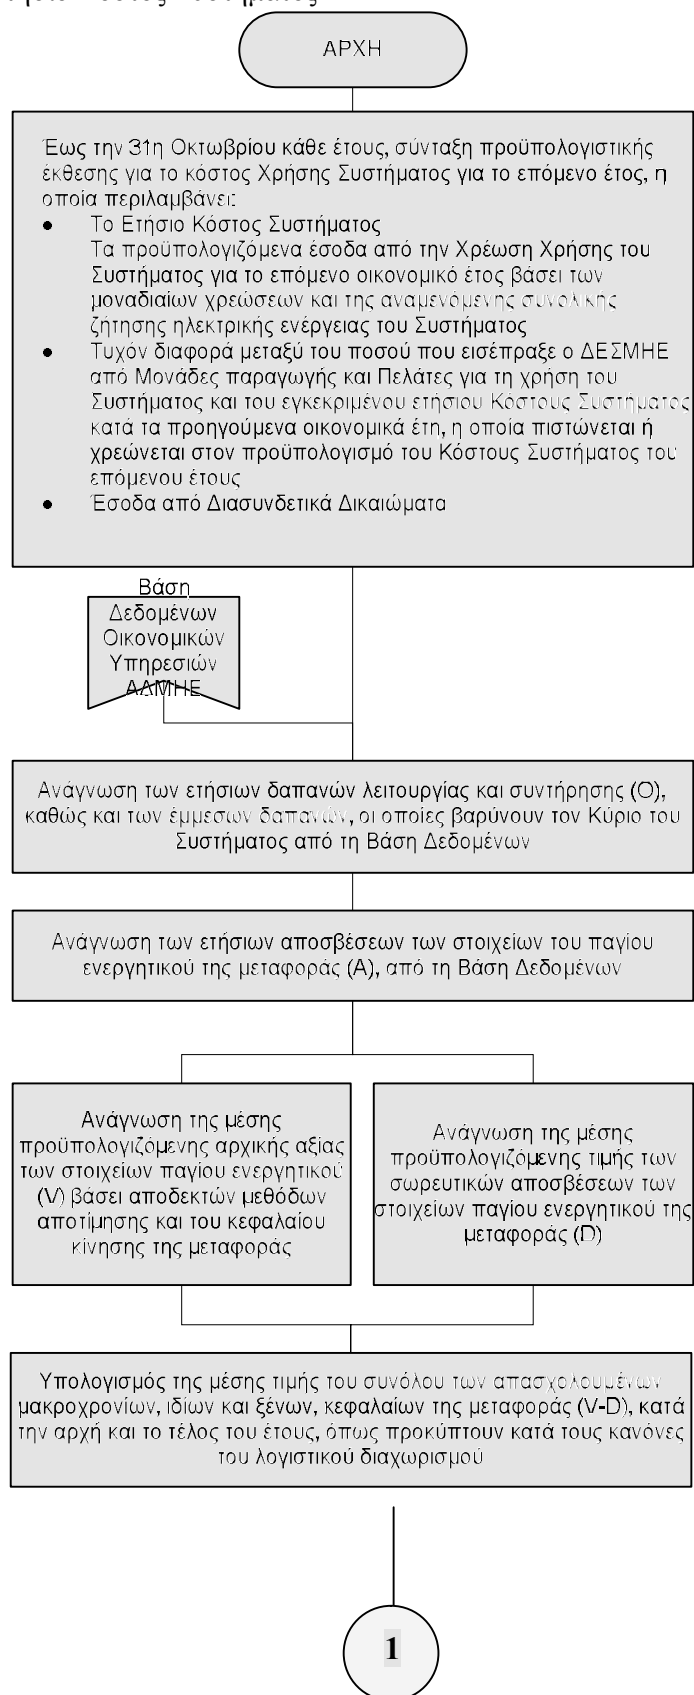 ΑΡΧΗ
Έως την 31η Οκτωβρίου κάθε έτους, σύνταξη προϋπολογιστικής
έκθεσης για το κόστος Χρήσης Συστήματος για το επόμενο έτος, η
οποία περιλαμβάνει:
● Το Ετήσιο Κόστος Συστήματος
Τα προϋπολογιζόμενα έσοδα από την Χρέωση Χρήσης του
Συστήματος για το επόμενο οικονομικό έτος βάσει των
μοναδιαίων χρεώσεων και της αναμενόμενης συνολικής
ζήτησης ηλεκτρικής ενέργειας του Συστήματος
● Τυχόν διαφορά μεταξύ του ποσού που εισέπραξε ο ΔΕΣΜΗΕ
από Μονάδες παραγωγής και Πελάτες για τη χρήση του
Συστήματος και του εγκεκριμένου ετήσιου Κόστους Συστήματος
κατά τα προηγούμενα οικονομικά έτη, η οποία πιστώνεται ή
χρεώνεται στον προϋπολογισμό του Κόστους Συστήματος του
επόμενου έτους
● Έσοδα από Διασυνδετικά Δικαιώματα
Βάση
Δεδομένων
Οικονομικών
Υπηρεσιών
ΑΔΜΗΕ
Ανάγνωση των ετήσιων δαπανών λειτουργίας και συντήρησης (Ο),
καθώς και των έμμεσων δαπανών, οι οποίες βαρύνουν τον Κύριο του
Συστήματος από τη Βάση Δεδομένων
Ανάγνωση των ετήσιων αποσβέσεων των στοιχείων του παγίου
ενεργητικού της μεταφοράς (Α), από τη Βάση Δεδομένων
Ανάγνωση της μέσης
προϋπολογιζόμενης αρχικής αξίας
των στοιχείων παγίου ενεργητικού
(V) βάσει αποδεκτών μεθόδων
αποτίμησης και του κεφαλαίου
κίνησης της μεταφοράς
Ανάγνωση της μέσης
προϋπολογιζόμενης τιμής των
σωρευτικών αποσβέσεων των
στοιχείων παγίου ενεργητικού της
μεταφοράς (D)
Υπολογισμός της μέσης τιμής του συνόλου των απασχολουμένων
μακροχρονίων, ιδίων και ξένων, κεφαλαίων της μεταφοράς (V-D), κατά
την αρχή και το τέλος του έτους, όπως προκύπτουν κατά τους κανόνες
του λογιστικού διαχωρισμού
1